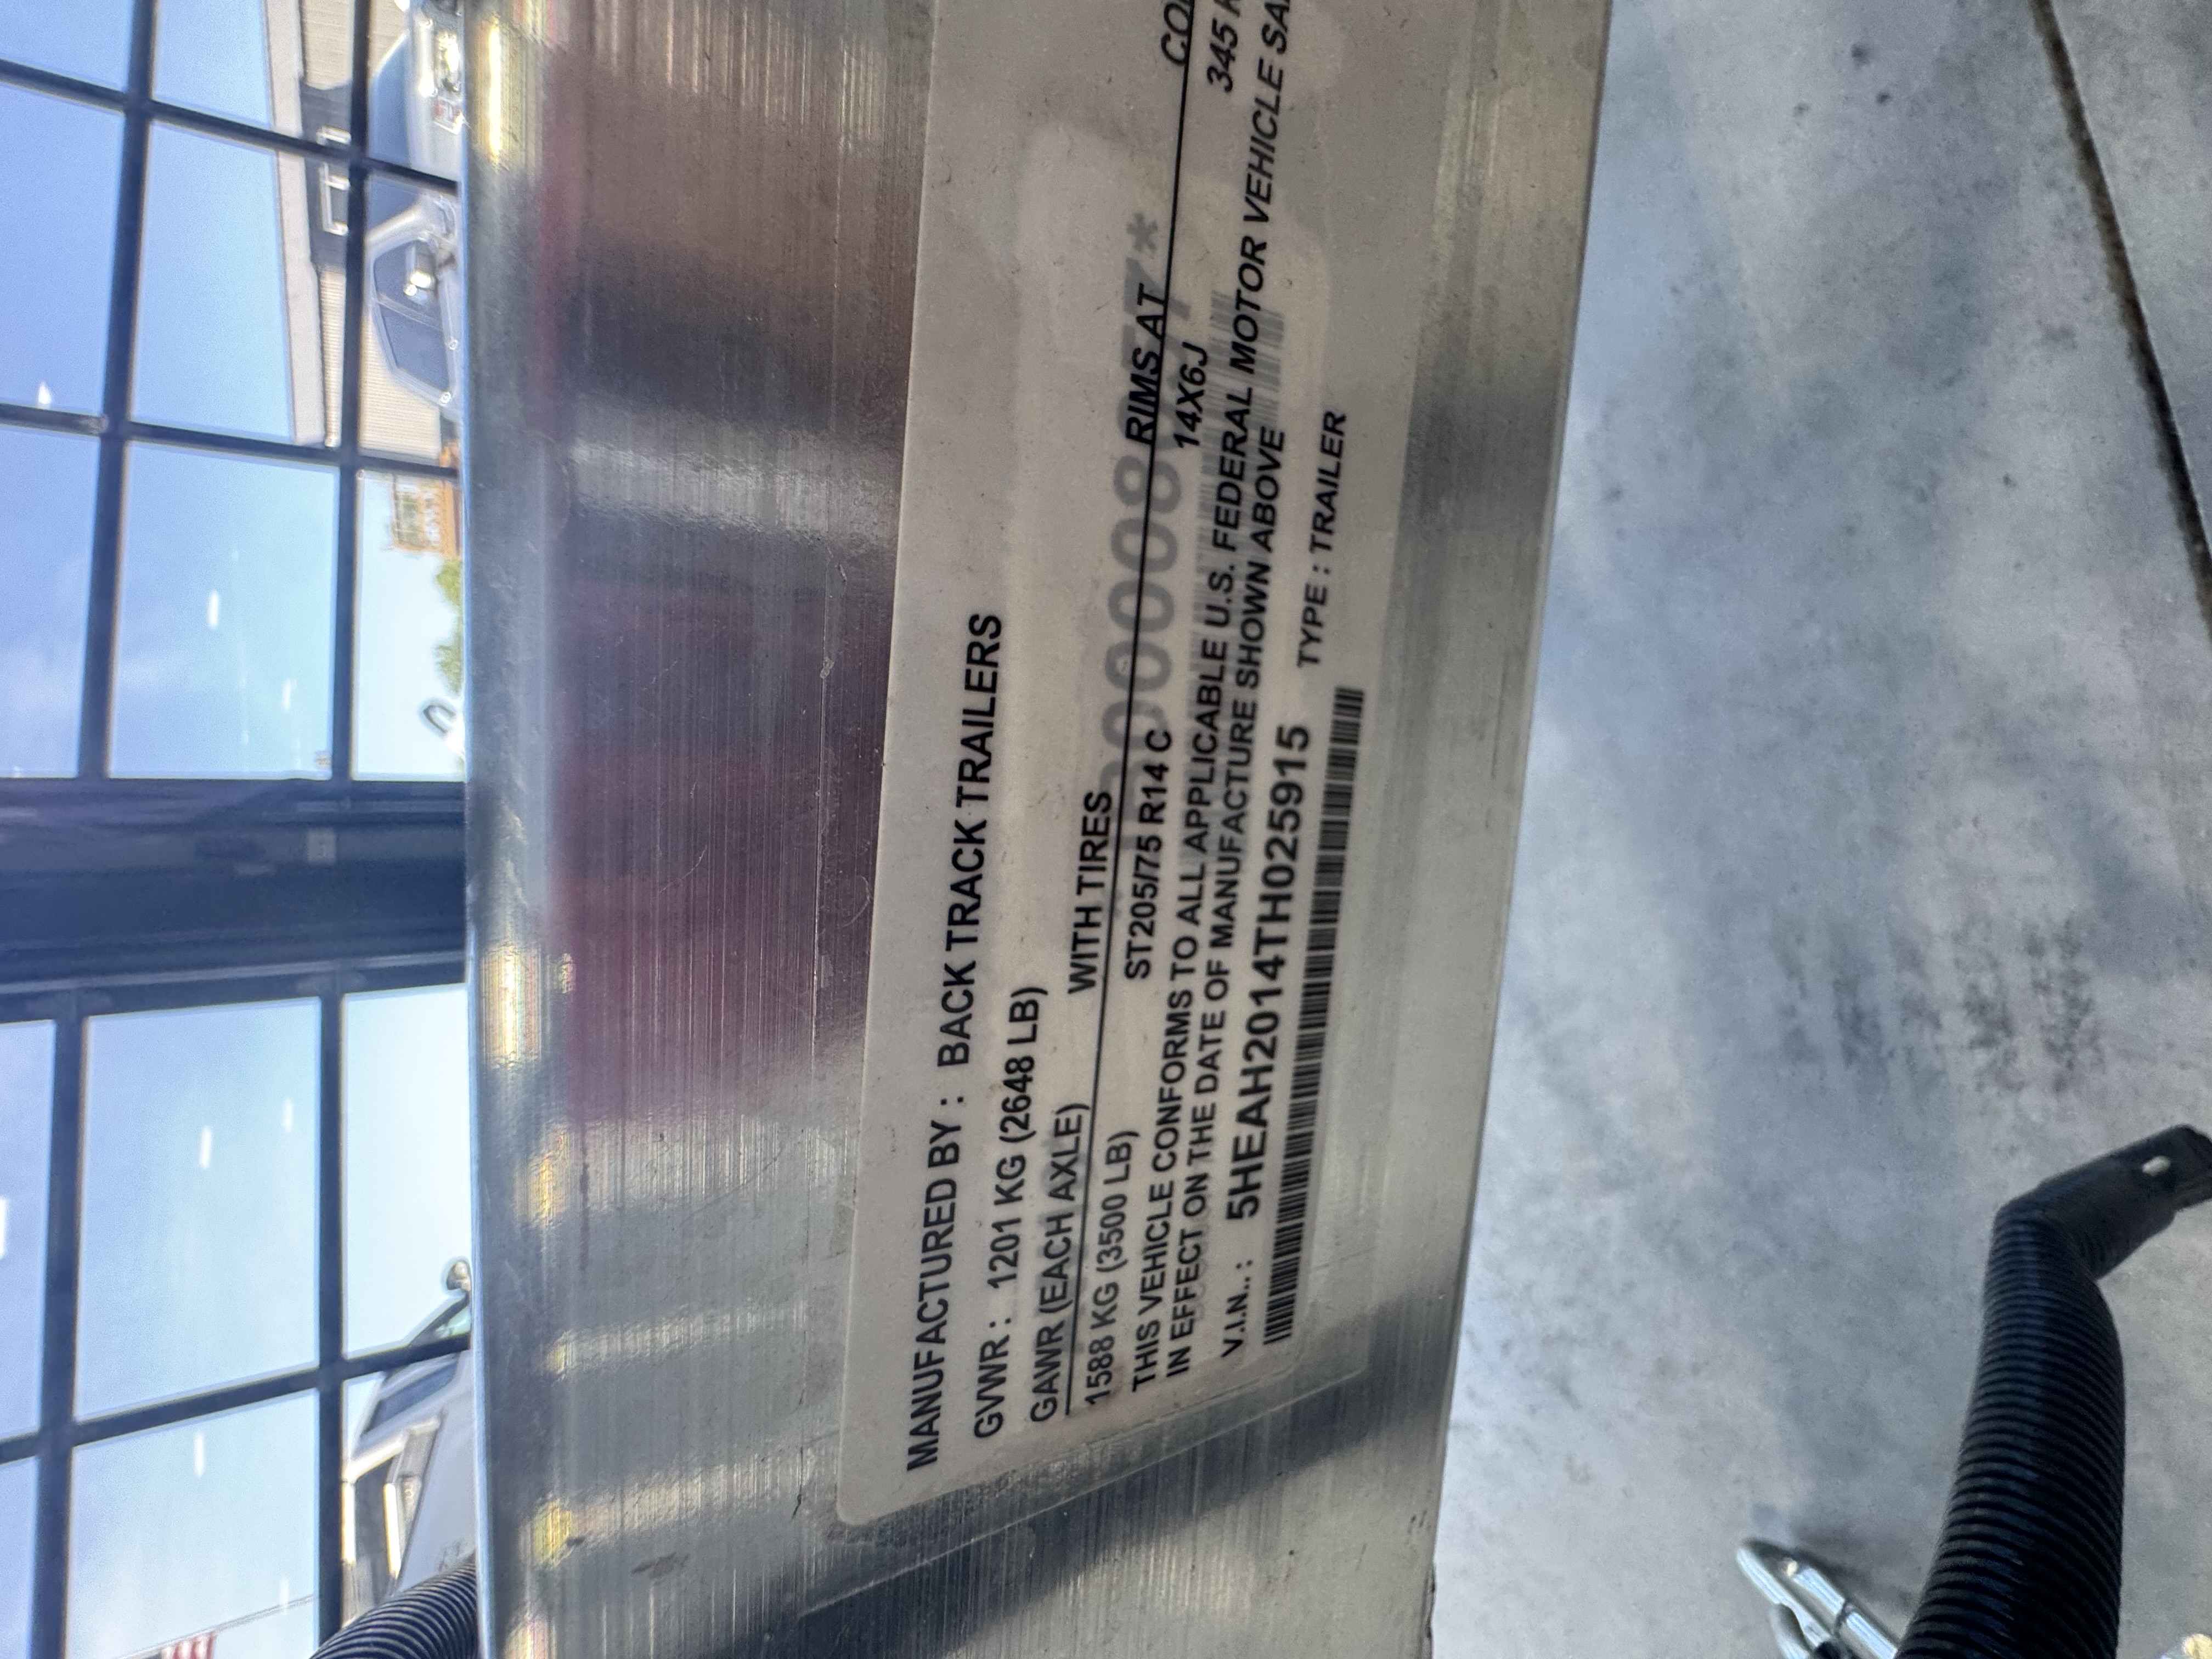 MANUFACTURED BY : BACK TRACK TRAILERS
GVWR : 1201 KG (2648 LB)
GAWR (EACH AXLE) WITH TIRES RIMS AT
1588 KG (3500 LB) ST205/75 R14 C 14X6J 345
THIS VEHICLE CONFORMS TO ALL APPLICABLE U.S. FEDERAL MOTOR VEHICLE
IN EFFECT ON THE DATE OF MANUFACTURE SHOWN ABOVE
V.I.N.. : 5HEAH2014TH025915 TYPE : TRAILER